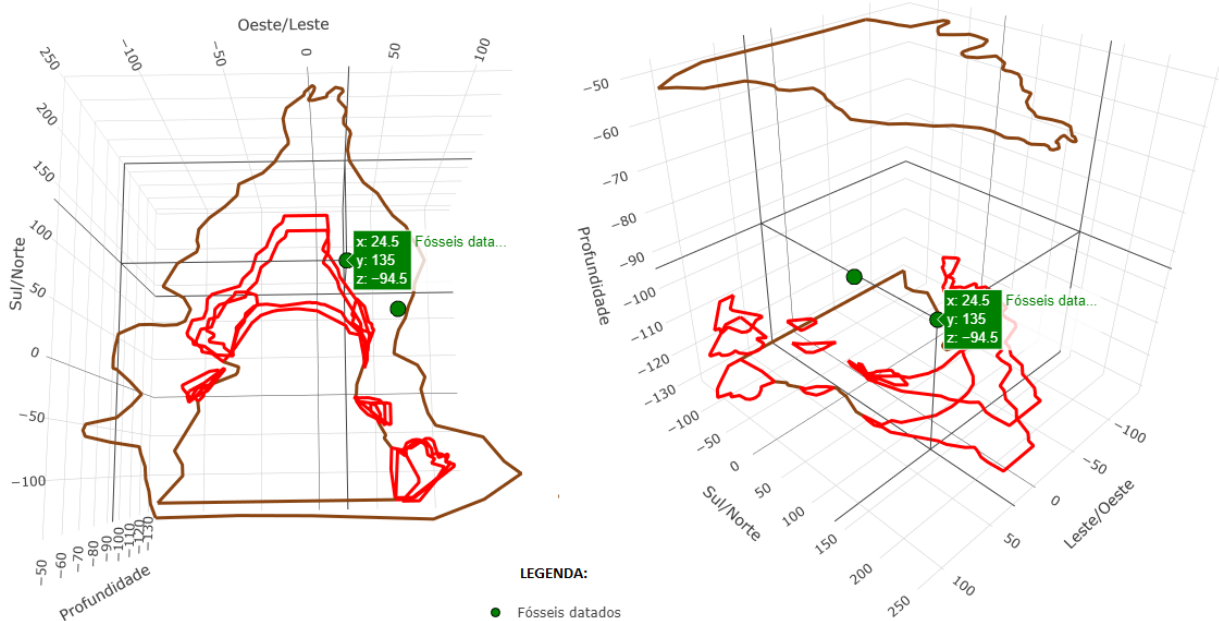 Oeste/Leste
−100
−50
0
50
100
250
200
150
100
50
0
−50
−100
Sul/Norte
x: 24.5
y: 135
z: −94.5
Fósseis data...
−50
−60
−70
−80
−90
−100
−110
−120
−130
Profundidade
−50
−60
−70
−80
−90
−100
−110
−120
−130
Profundidade
x: 24.5
y: 135
z: −94.5
Fósseis data...
−100
−50
0
50
100
150
200
250
Sul/Norte
−100
−50
0
50
100
Leste/Oeste
LEGENDA:
Fósseis datados